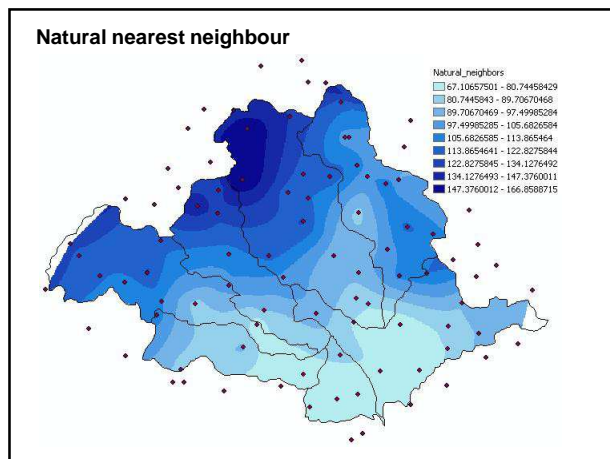 Natural nearest neighbour
Natural_neighbors
67.10657501 - 80.74458429
80.7445843 - 89.70670468
89.70670469 - 97.49985284
97.49985285 - 105.6826584
105.6826585 - 113.865464
113.8654641 - 122.8275844
122.8275845 - 134.1276492
134.1276493 - 147.3760011
147.3760012 - 166.8588715